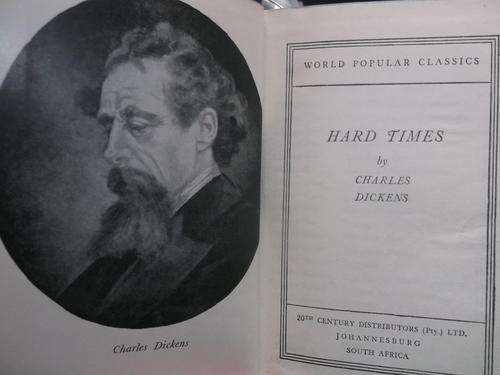 Charles Dickens
WORLD POPULAR CLASSICS
HARD TIMES
by
CHARLES
DICKENS
20TH CENTURY DISTRIBUTORS (Pty.) LTD.
JOHANNESBURG
SOUTH AFRICA